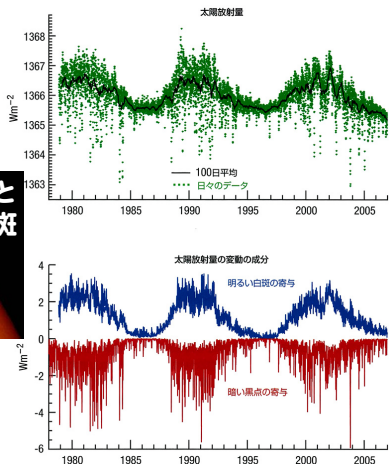 太陽放射量
1368
1367
1366
1365
1364
1363
Wm−2
100日平均
日々のデータ
1980 1985 1990 1995 2000 2005
と
斑
太陽放射量の変動の成分
4
2
0
-2
-4
-6
Wm−2
明るい白斑の寄与
暗い黒点の寄与
1980 1985 1990 1995 2000 2005